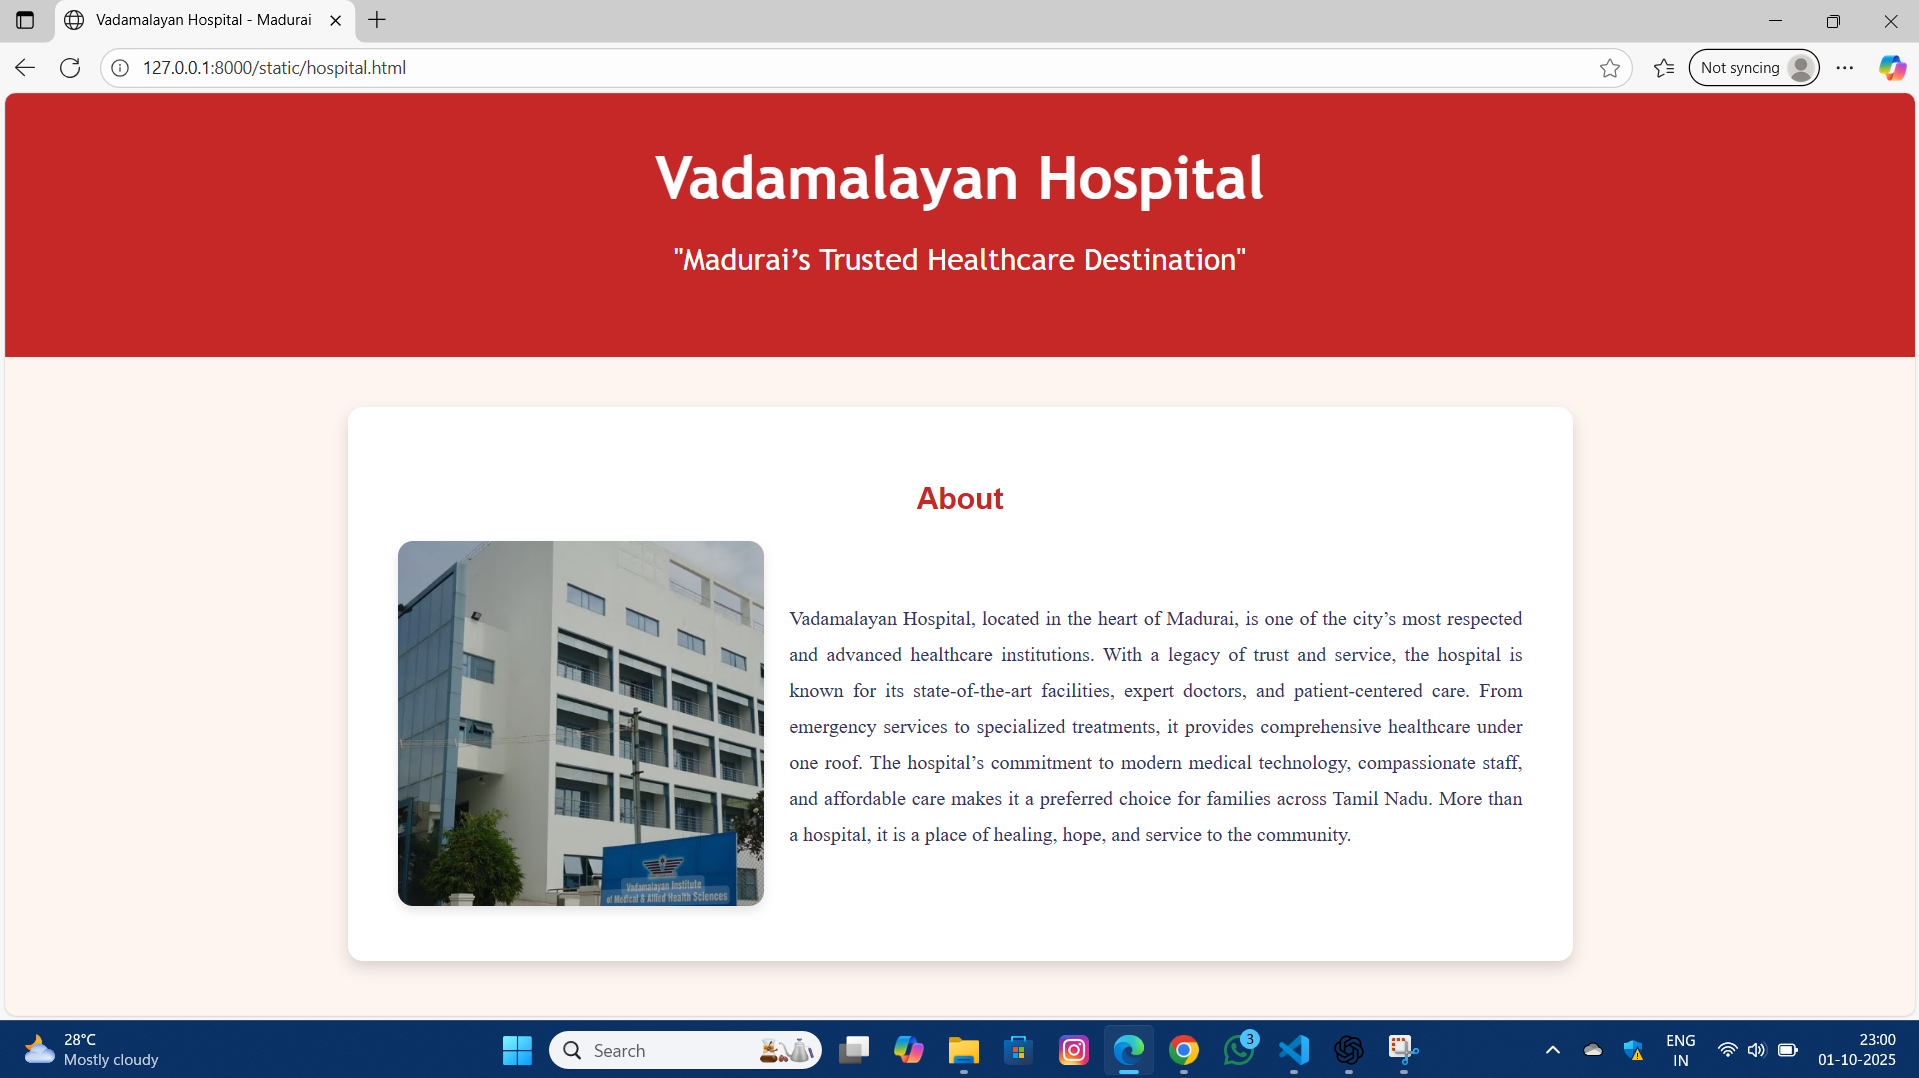 Vadamalayan Hospital - Madurai
127.0.0.1:8000/static/hospital.html
Not syncing
Vadamalayan Hospital
"Madurai’s Trusted Healthcare Destination"
About
Vadamalayan Hospital, located in the heart of Madurai, is one of the city’s most respected
and advanced healthcare institutions. With a legacy of trust and service, the hospital is
known for its state-of-the-art facilities, expert doctors, and patient-centered care. From
emergency services to specialized treatments, it provides comprehensive healthcare under
one roof. The hospital’s commitment to modern medical technology, compassionate staff,
and affordable care makes it a preferred choice for families across Tamil Nadu. More than
a hospital, it is a place of healing, hope, and service to the community.
Vadamalayan Institute
of Medical & Allied Health Sciences
28°C
Mostly cloudy
Search
3
ENG
IN
23:00
01-10-2025